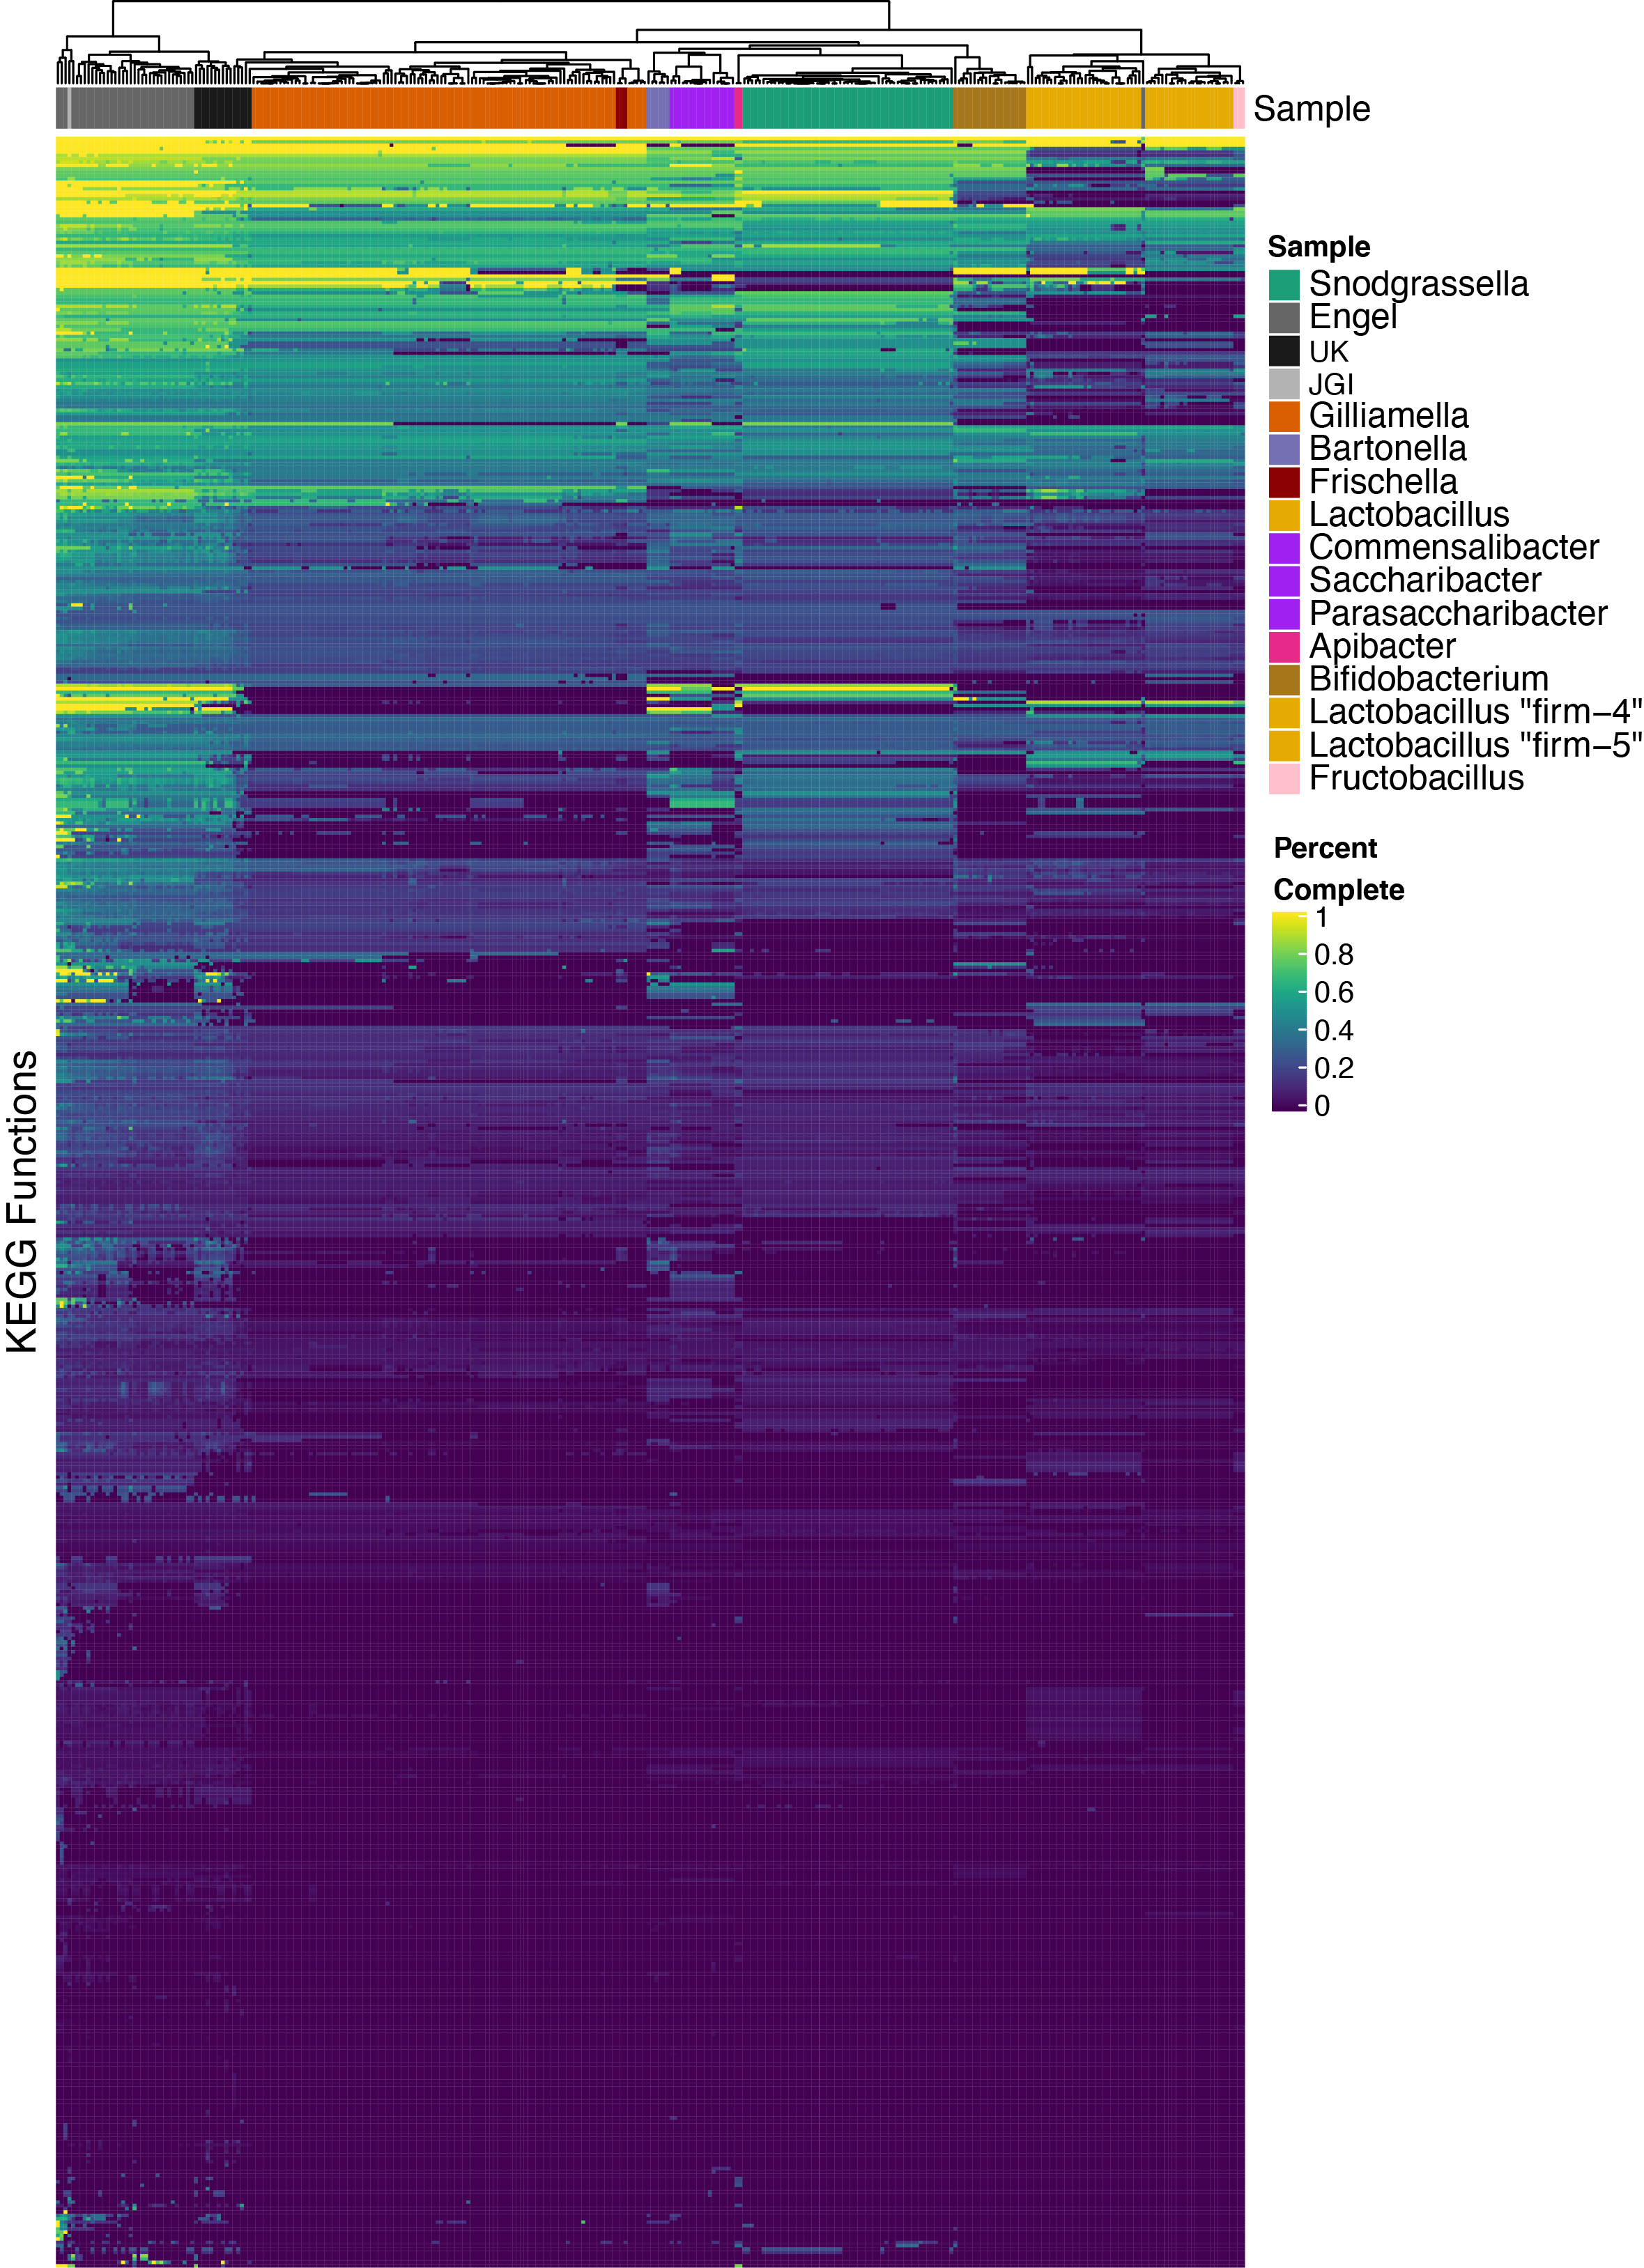 Sample
Sample
Snodgrassella
Engel
UK
JGI
Gilliamella
Bartonella
Frischella
Lactobacillus
Commensalibacter
Saccharibacter
Parasaccharibacter
Apibacter
Bifidobacterium
Lactobacillus "firm−4"
Lactobacillus "firm−5"
Fructobacillus
Percent
Complete
1
0.8
0.6
0.4
0.2
0
KEGG Functions